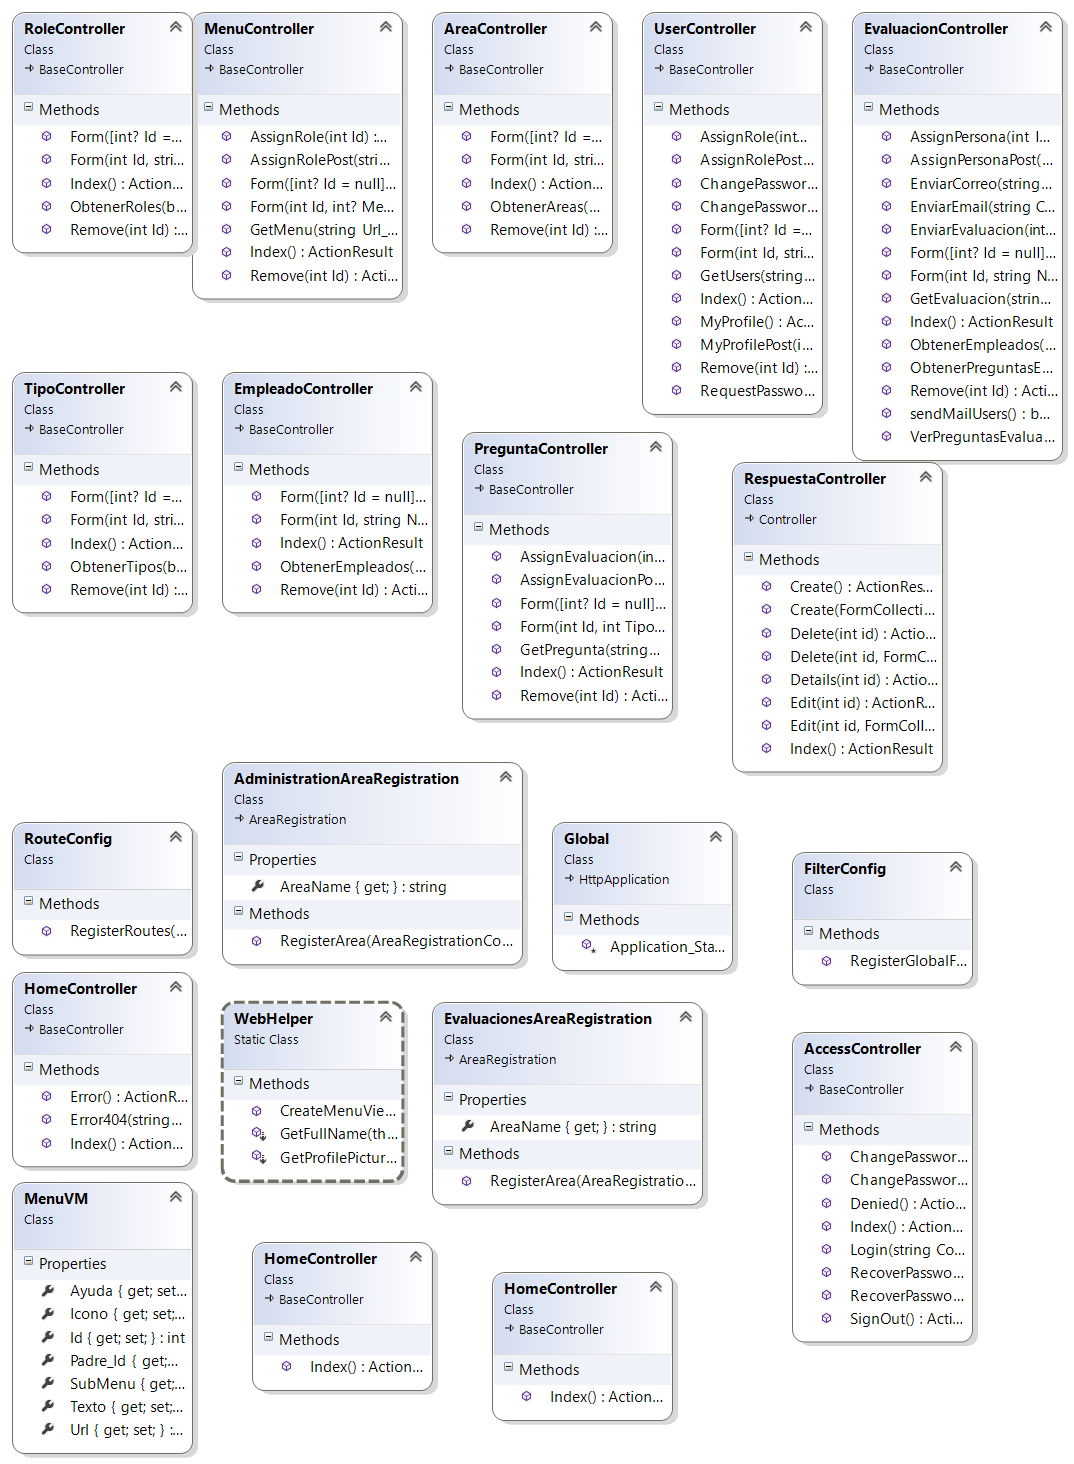 RoleController
Class
BaseController
Methods
Form([int? Id =...
Form(int Id, stri...
Index() : Action...
ObtenerRoles(b...
Remove(int Id) :...
MenuController
Class
BaseController
Methods
AssignRole(int Id) :...
AssignRolePost(stri...
Form([int? Id = null]...
Form(int Id, int? Me...
GetMenu(string Url_...
Index() : ActionResult
Remove(int Id) : Acti...
AreaController
Class
BaseController
Methods
Form([int? Id =...
Form(int Id, stri...
Index() : Action...
ObtenerAreas(...
Remove(int Id) :...
UserController
Class
BaseController
Methods
AssignRole(int...
AssignRolePost...
ChangePasswor...
ChangePasswor...
Form([int? Id =...
Form(int Id, stri...
GetUsers(string...
Index() : Action...
MyProfile() : Ac...
MyProfilePost(i...
Remove(int Id) :...
RequestPasswo...
EvaluacionController
Class
BaseController
Methods
AssignPersona(int I...
AssignPersonaPost(...
EnviarCorreo(string...
EnviarEmail(string C...
EnviarEvaluacion(int...
Form([int? Id = null]...
Form(int Id, string N...
GetEvaluacion(strin...
Index() : ActionResult
ObtenerEmpleados(...
ObtenerPreguntasE...
Remove(int Id) : Acti...
sendMailUsers() : b...
VerPreguntasEvalua...
TipoController
Class
BaseController
Methods
Form([int? Id =...
Form(int Id, stri...
Index() : Action...
ObtenerTipos(b...
Remove(int Id) :...
EmpleadoController
Class
BaseController
Methods
Form([int? Id = null]...
Form(int Id, string N...
Index() : ActionResult
ObtenerEmpleados(...
Remove(int Id) : Acti...
PreguntaController
Class
BaseController
Methods
AssignEvaluacion(in...
AssignEvaluacionPo...
Form([int? Id = null]...
Form(int Id, int Tipo...
GetPregunta(string...
Index() : ActionResult
Remove(int Id) : Acti...
RespuestaController
Class
Controller
Methods
Create() : ActionRes...
Create(FormCollecti...
Delete(int id) : Actio...
Delete(int id, FormC...
Details(int id) : Actio...
Edit(int id) : ActionR...
Edit(int id, FormColl...
Index() : ActionResult
AdministrationAreaRegistration
Class
AreaRegistration
Properties
AreaName { get; } : string
Methods
RegisterArea(AreaRegistrationCo...
RouteConfig
Class
Methods
RegisterRoutes(...
Global
Class
HttpApplication
Methods
Application_Sta...
FilterConfig
Class
Methods
RegisterGlobalF...
HomeController
Class
BaseController
Methods
Error() : ActionR...
Error404(string...
Index() : Action...
WebHelper
Static Class
Methods
CreateMenuVie...
GetFullName(th...
GetProfilePictur...
EvaluacionesAreaRegistration
Class
AreaRegistration
Properties
AreaName { get; } : string
Methods
RegisterArea(AreaRegistratio...
AccessController
Class
BaseController
Methods
ChangePasswor...
ChangePasswor...
Denied() : Actio...
Index() : Action...
Login(string Co...
RecoverPasswo...
RecoverPasswo...
SignOut() : Acti...
MenuVM
Class
Properties
Ayuda { get; set...
Icono { get; set;...
Id { get; set; } : int
Padre_Id { get;...
SubMenu { get;...
Texto { get; set;...
Url { get; set; } :...
HomeController
Class
BaseController
Methods
Index() : Action...
HomeController
Class
BaseController
Methods
Index() : Action...